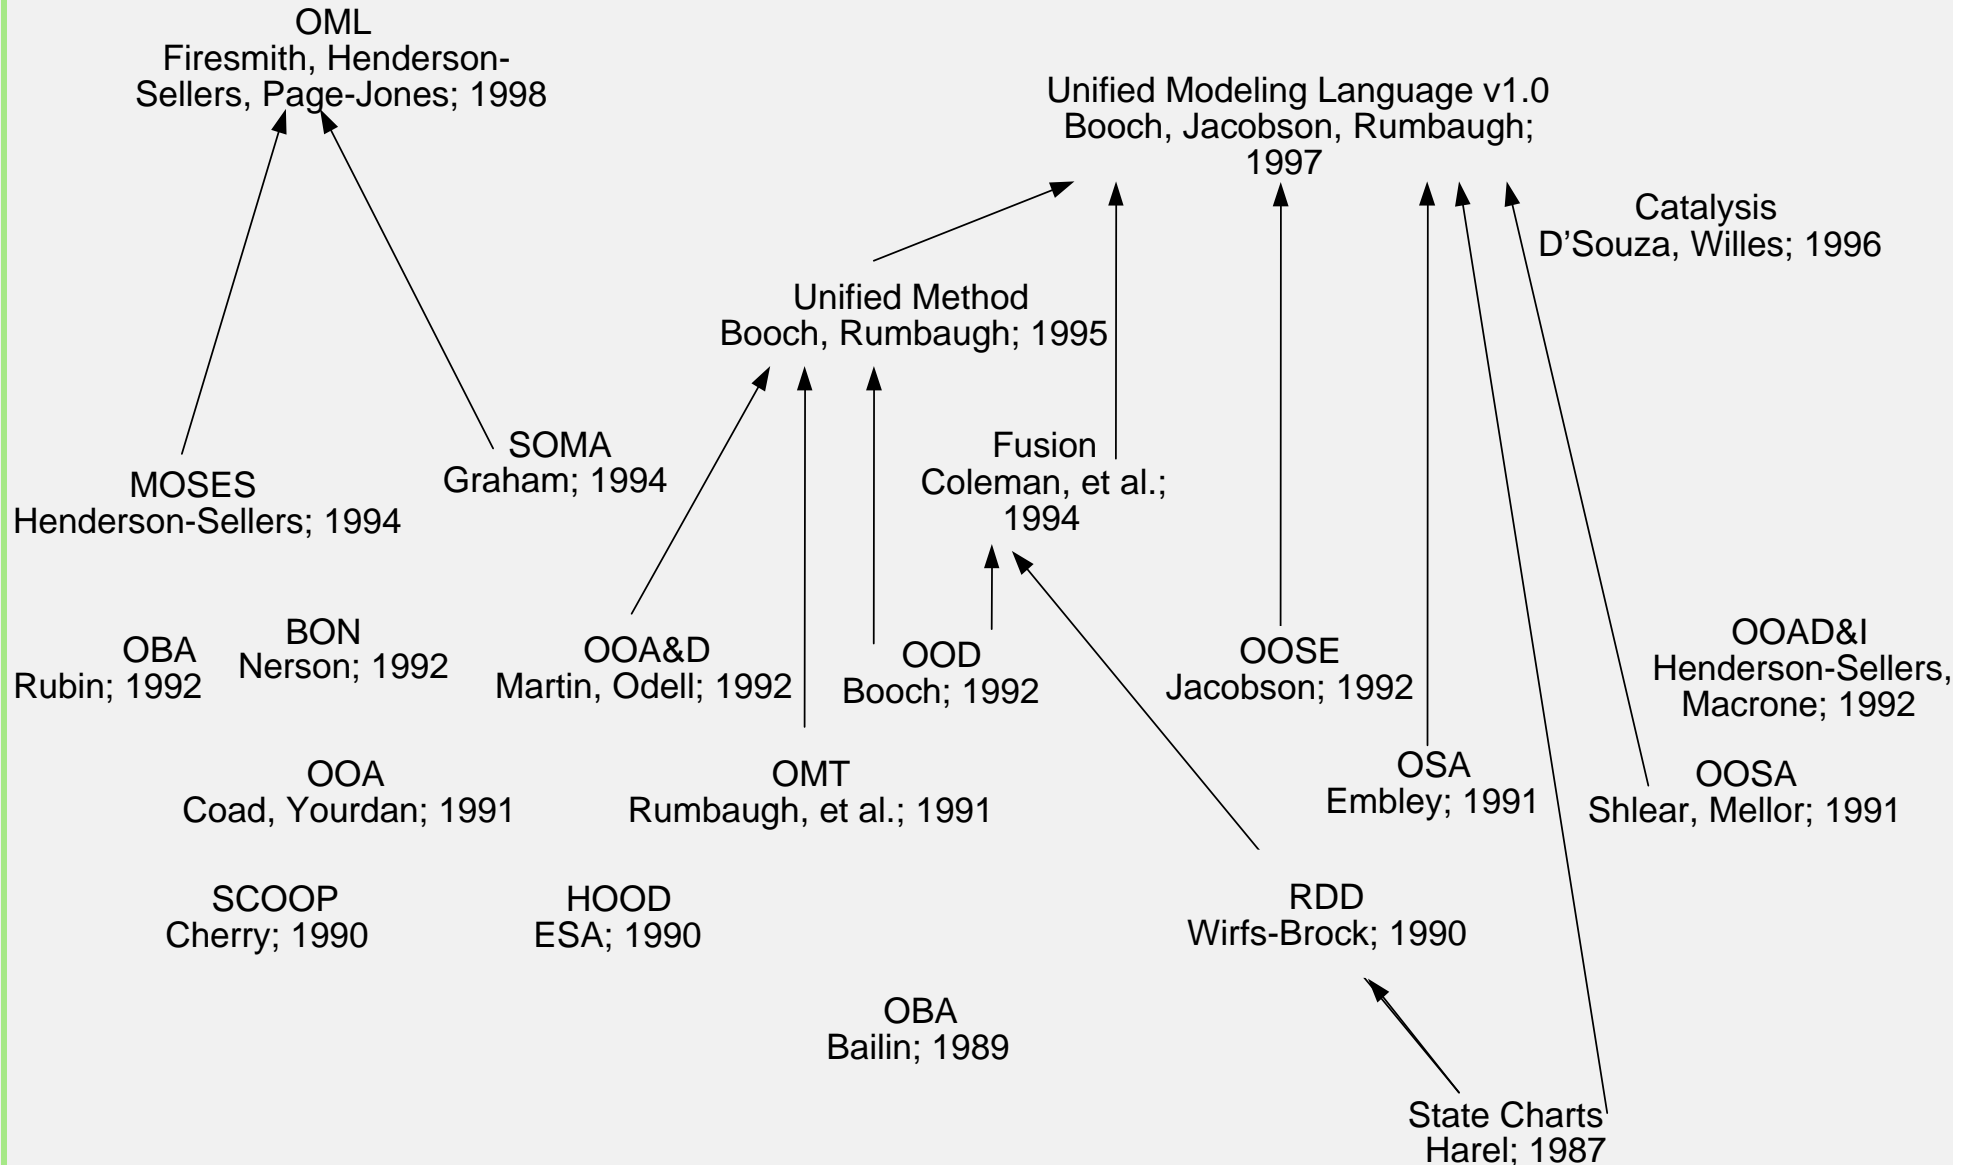 OML
Firesmith, Henderson-
Sellers, Page-Jones; 1998
Unified Modeling Language v1.0
Booch, Jacobson, Rumbaugh;
1997
Catalysis
D’Souza, Willes; 1996
Unified Method
Booch, Rumbaugh; 1995
SOMA
Graham; 1994
MOSES
Henderson-Sellers; 1994
Fusion
Coleman, et al.;
1994
OBA
Rubin; 1992
BON
Nerson; 1992
OOA&D
Martin, Odell; 1992
OOD
Booch; 1992
OOSE
Jacobson; 1992
OOAD&I
Henderson-Sellers,
Macrone; 1992
OOA
Coad, Yourdan; 1991
OMT
Rumbaugh, et al.; 1991
OSA
Embley; 1991
OOSA
Shlear, Mellor; 1991
SCOOP
Cherry; 1990
HOOD
ESA; 1990
RDD
Wirfs-Brock; 1990
OBA
Bailin; 1989
State Charts
Harel; 1987